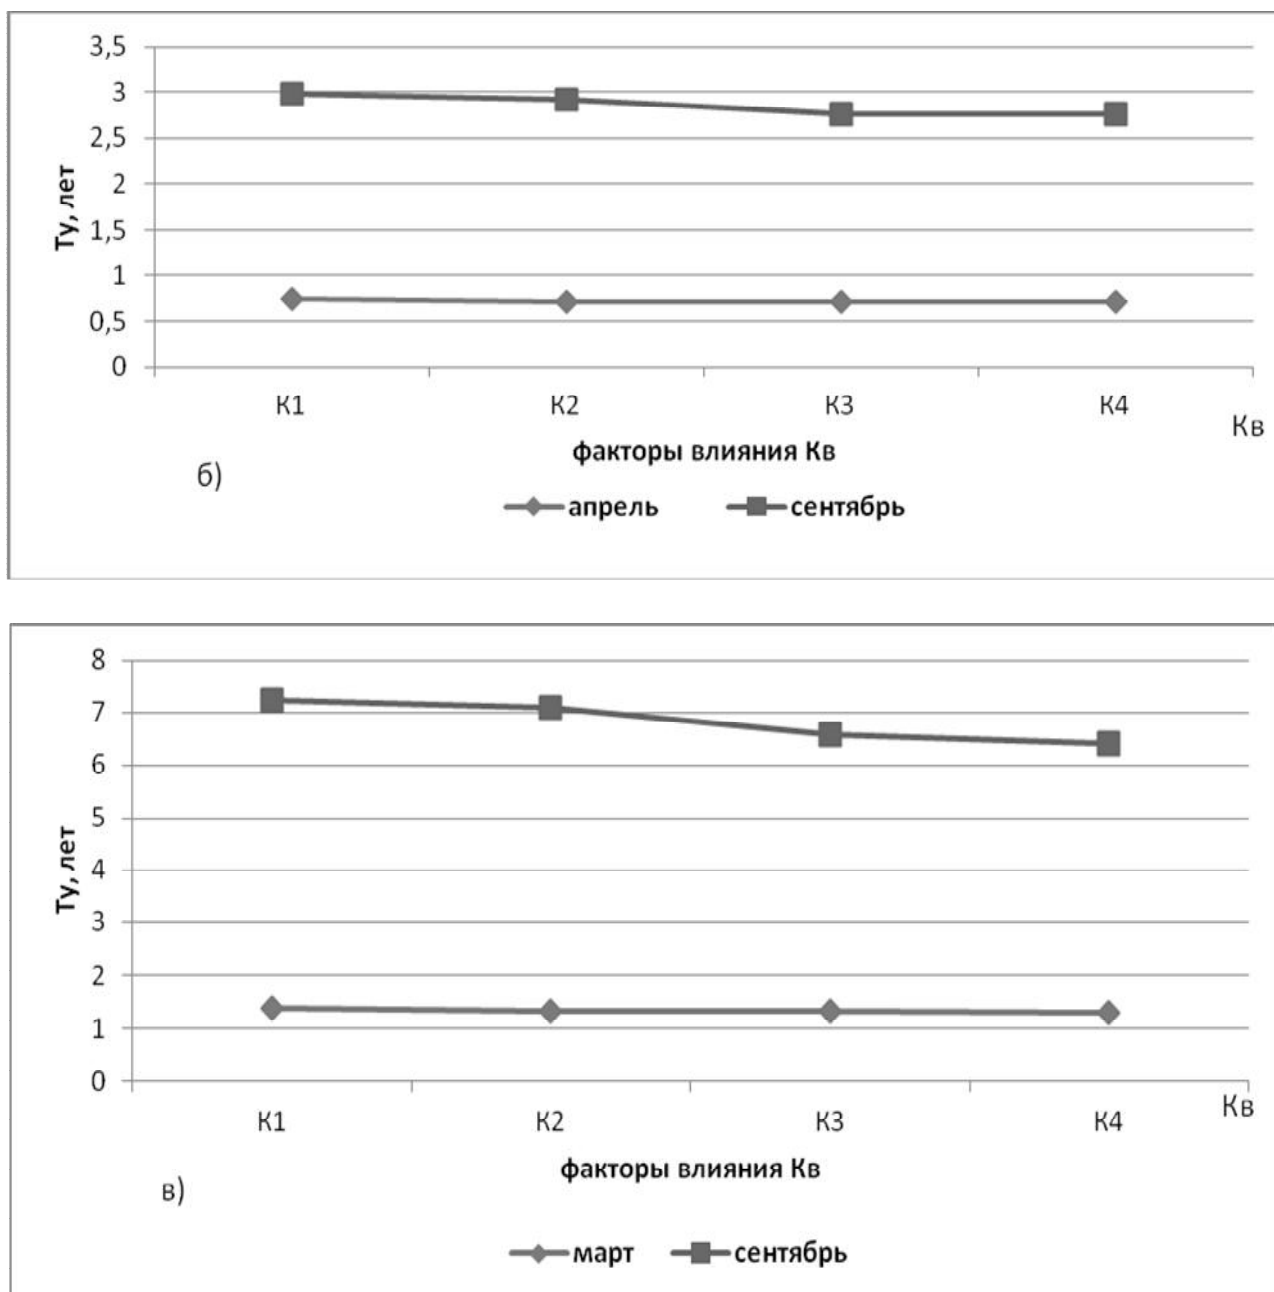 3,5
3
2,5
2
1,5
1
0,5
0
Ту, лет
К1 К2 К3 К4
Кв
факторы влияния Кв
б)
апрель сентябрь
8
7
6
5
4
3
2
1
0
Ту, лет
К1 К2 К3 К4
Кв
факторы влияния Кв
в)
март сентябрь